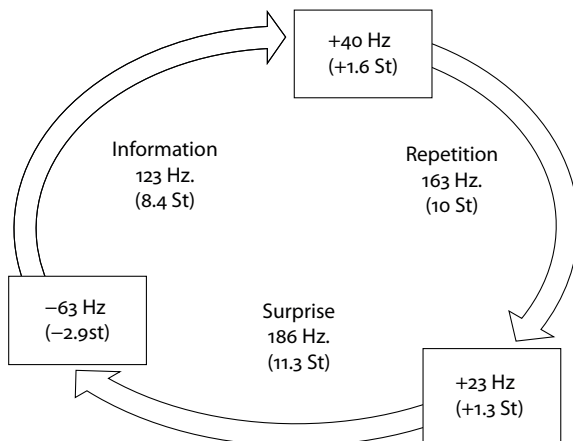 +40 Hz
(+1.6 St)
Information
123 Hz.
(8.4 St)
Repetition
163 Hz.
(10 St)
−63 Hz
(−2.9st)
Surprise
186 Hz.
(11.3 St)
+23 Hz
(+1.3 St)